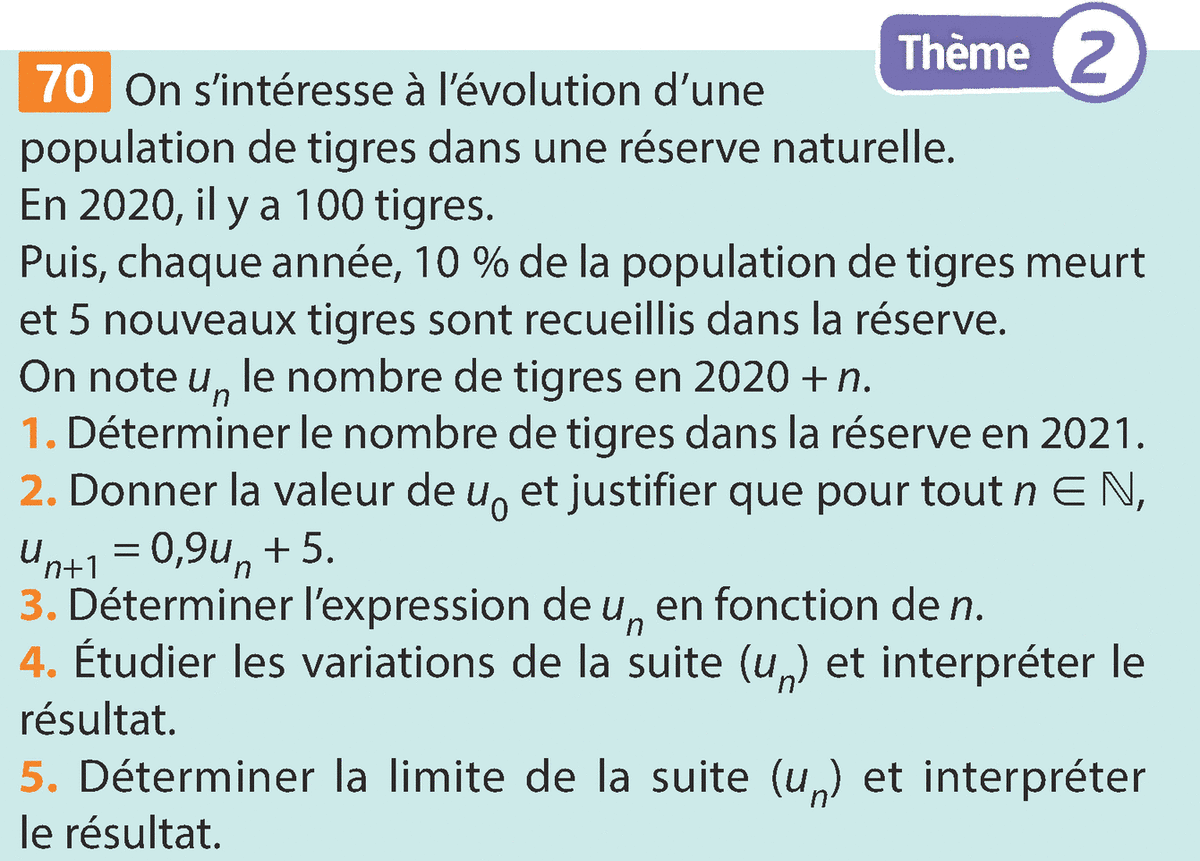 Thème 2
70 On s'intéresse à l'évolution d'une
population de tigres dans une réserve naturelle.
En 2020, il y a 100 tigres.
Puis, chaque année, 10 % de la population de tigres meurt
et 5 nouveaux tigres sont recueillis dans la réserve.
On note uₙ le nombre de tigres en 2020 + n.
1. Déterminer le nombre de tigres dans la réserve en 2021.
2. Donner la valeur de u₀ et justifier que pour tout n ∈ ℕ,
uₙ₊₁ = 0,9uₙ + 5.
3. Déterminer l'expression de uₙ en fonction de n.
4. Étudier les variations de la suite (uₙ) et interpréter le
résultat.
5. Déterminer la limite de la suite (uₙ) et interpréter
le résultat.